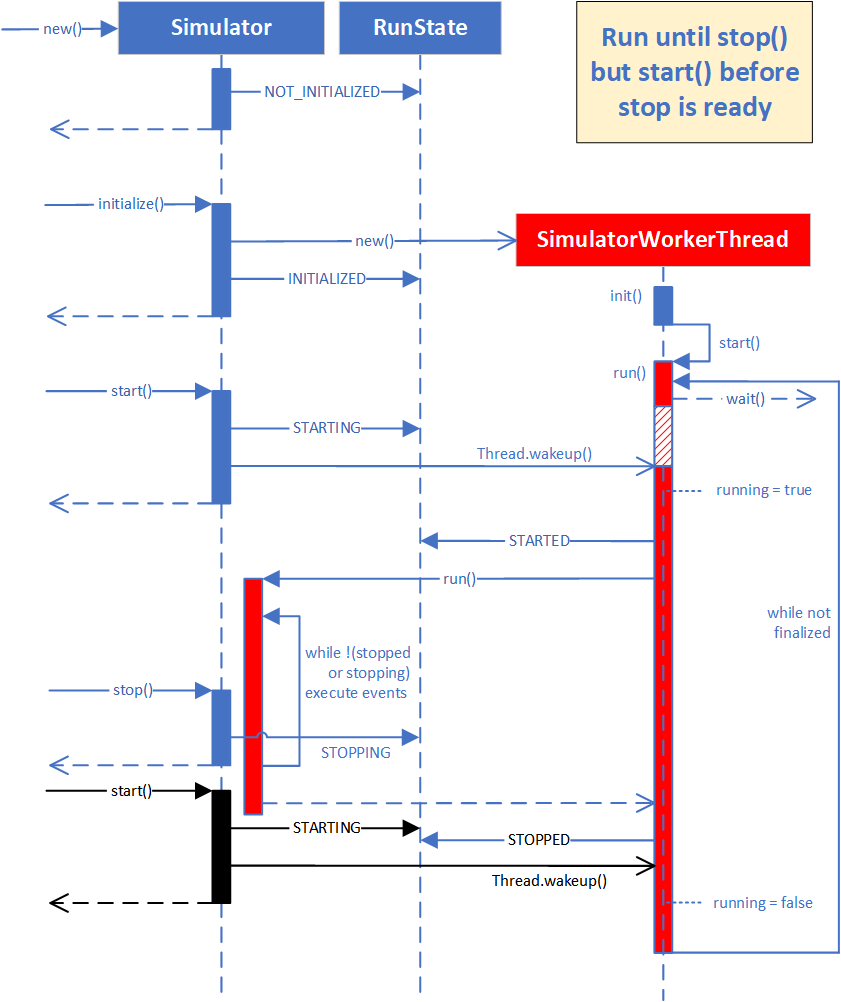 new()
Simulator
RunState
Run until stop()
but start() before
stop is ready
NOT_INITIALIZED
initialize()
new()
SimulatorWorkerThread
INITIALIZED
init()
start()
run()
start()
wait()
STARTING
Thread.wakeup()
running = true
STARTED
run()
while not
finalized
while !(stopped
or stopping)
execute events
stop()
STOPPING
start()
STARTING
STOPPED
Thread.wakeup()
running = false